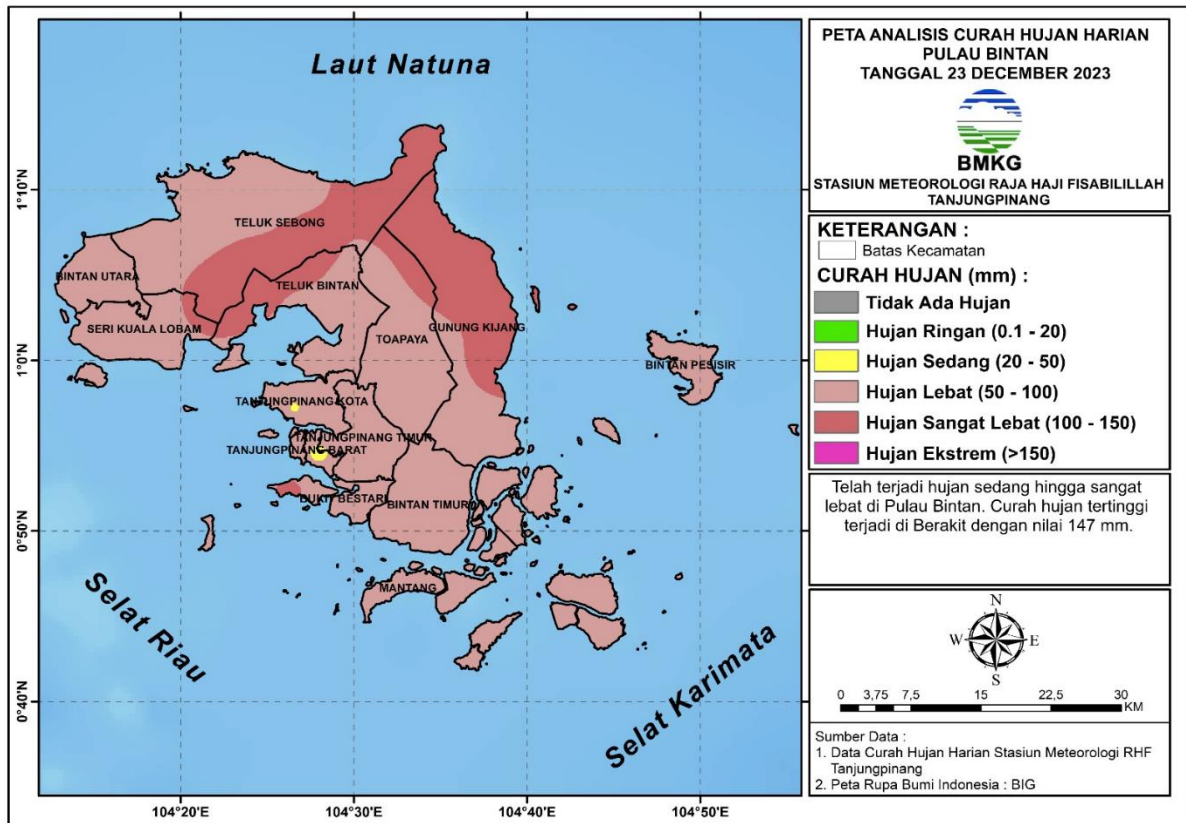 PETA ANALISIS CURAH HUJAN HARIAN
PULAU BINTAN
TANGGAL 23 DECEMBER 2023
BMKG
STASIUN METEOROLOGI RAJA HAJI FISABILILLAH
TANJUNGPINANG
KETERANGAN :
Batas Kecamatan
CURAH HUJAN (mm) :
Tidak Ada Hujan
Hujan Ringan (0.1 - 20)
Hujan Sedang (20 - 50)
Hujan Lebat (50 - 100)
Hujan Sangat Lebat (100 - 150)
Hujan Ekstrem (>150)
Telah terjadi hujan sedang hingga sangat
lebat di Pulau Bintan. Curah hujan tertinggi
terjadi di Berakit dengan nilai 147 mm.
N
W E
S
0 3.75 7.5 15 22.5 30
KM
Sumber Data :
1. Data Curah Hujan Harian Stasiun Meteorologi RHF
Tanjungpinang
2. Peta Rupa Bumi Indonesia : BIG
Laut Natuna
TELUK SEBONG
BINTAN UTARA
TELUK BINTAN
SERI KUALA LOBAM
GUNUNG KIJANG
TOAPAYA
BINTAN PESISIR
TANJUNGPINANG KOTA
TANJUNGPINANG TIMUR
TANJUNGPINANG BARAT
BUKIT BESTARI
BINTAN TIMUR
MANTANG
Selat Riau
Selat Karimata
1°10'N
1°0'N
0°50'N
0°40'N
104°20'E
104°30'E
104°40'E
104°50'E